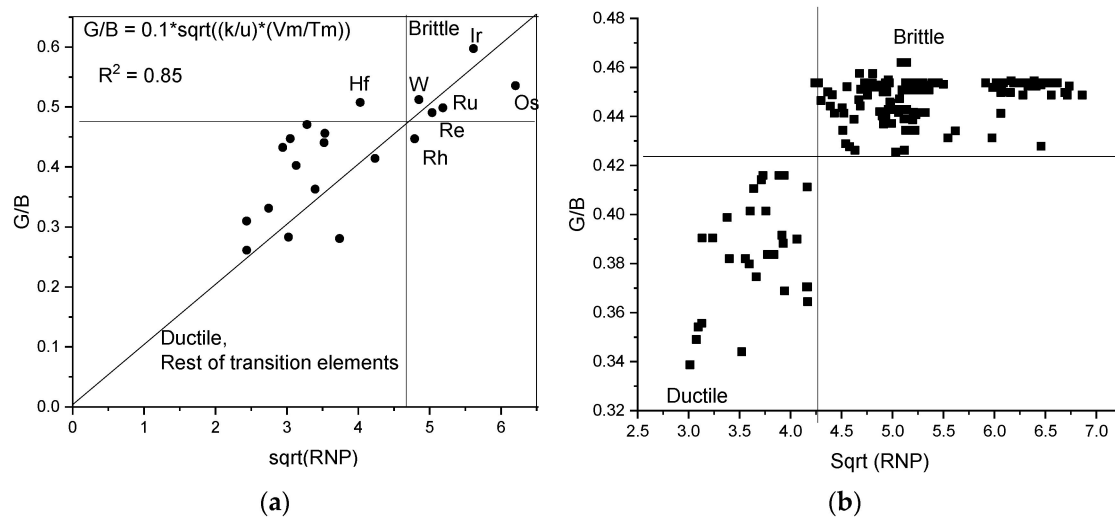 G/B = 0.1*sqrt((k/u)*(Vm/Tm))
Brittle
Ir
R² = 0.85
Hf
W
Os
Ru
Re
Rh
Ductile,
Rest of transition elements
0.6
0.5
0.4
0.3
0.2
0.1
0.0
G/B
0 1 2 3 4 5 6
sqrt(RNP)
(a)
Brittle
Ductile
0.48
0.46
0.44
0.42
0.40
0.38
0.36
0.34
0.32
G/B
2.5 3.0 3.5 4.0 4.5 5.0 5.5 6.0 6.5 7.0
Sqrt (RNP)
(b)